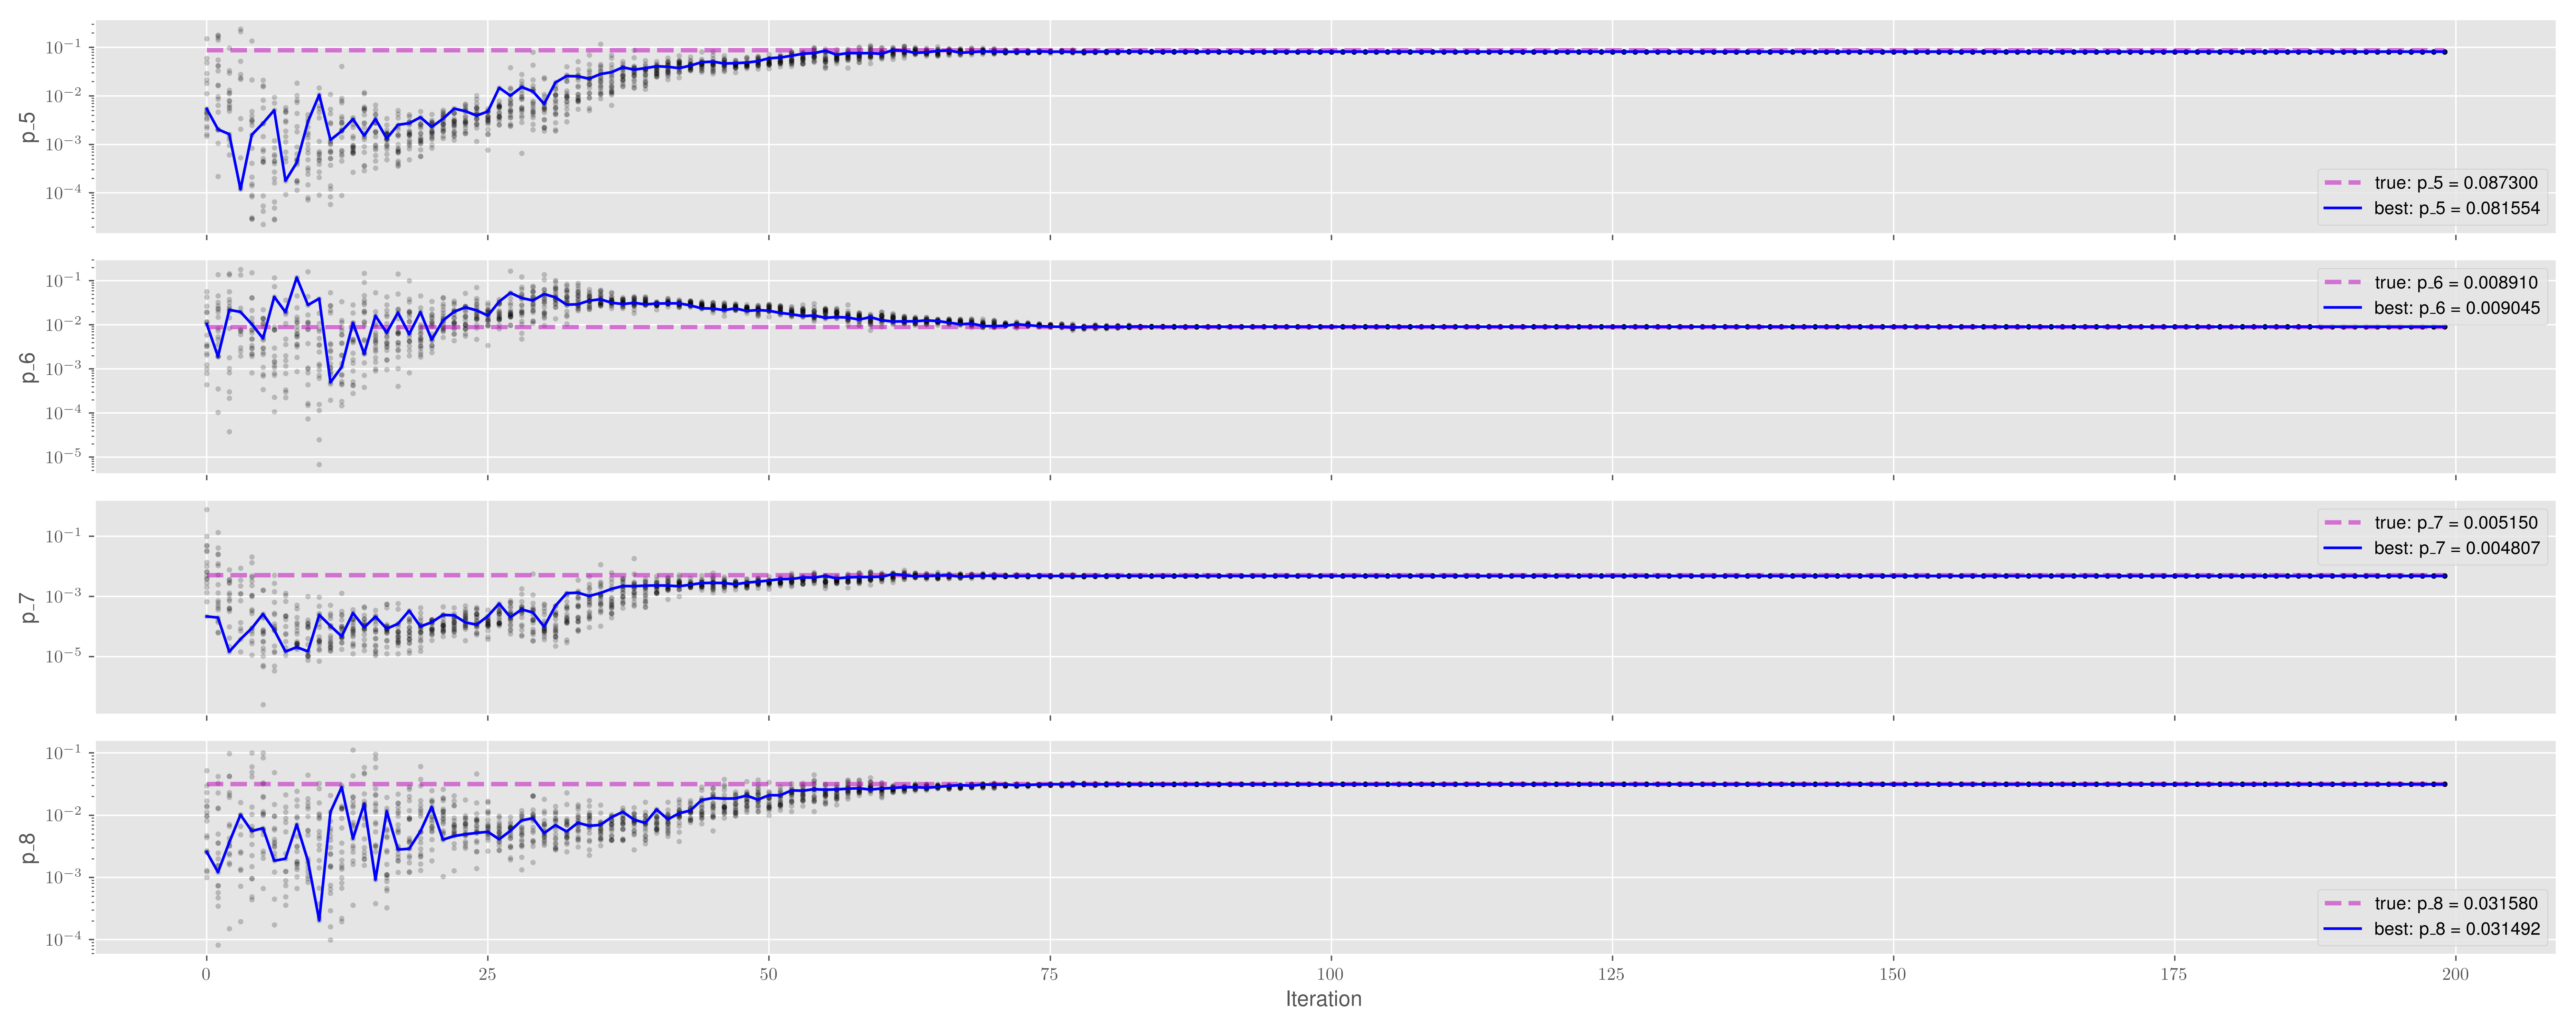 10⁻¹
10⁻²
10⁻³
10⁻⁴
p_5
true: p_5 = 0.087300
best: p_5 = 0.081554
10⁻¹
10⁻²
10⁻³
10⁻⁴
10⁻⁵
p_6
true: p_6 = 0.008910
best: p_6 = 0.009045
10⁻¹
10⁻³
10⁻⁵
p_7
true: p_7 = 0.005150
best: p_7 = 0.004807
10⁻¹
10⁻²
10⁻³
10⁻⁴
p_8
true: p_8 = 0.031580
best: p_8 = 0.031492
0 25 50 75 100 125 150 175 200
Iteration